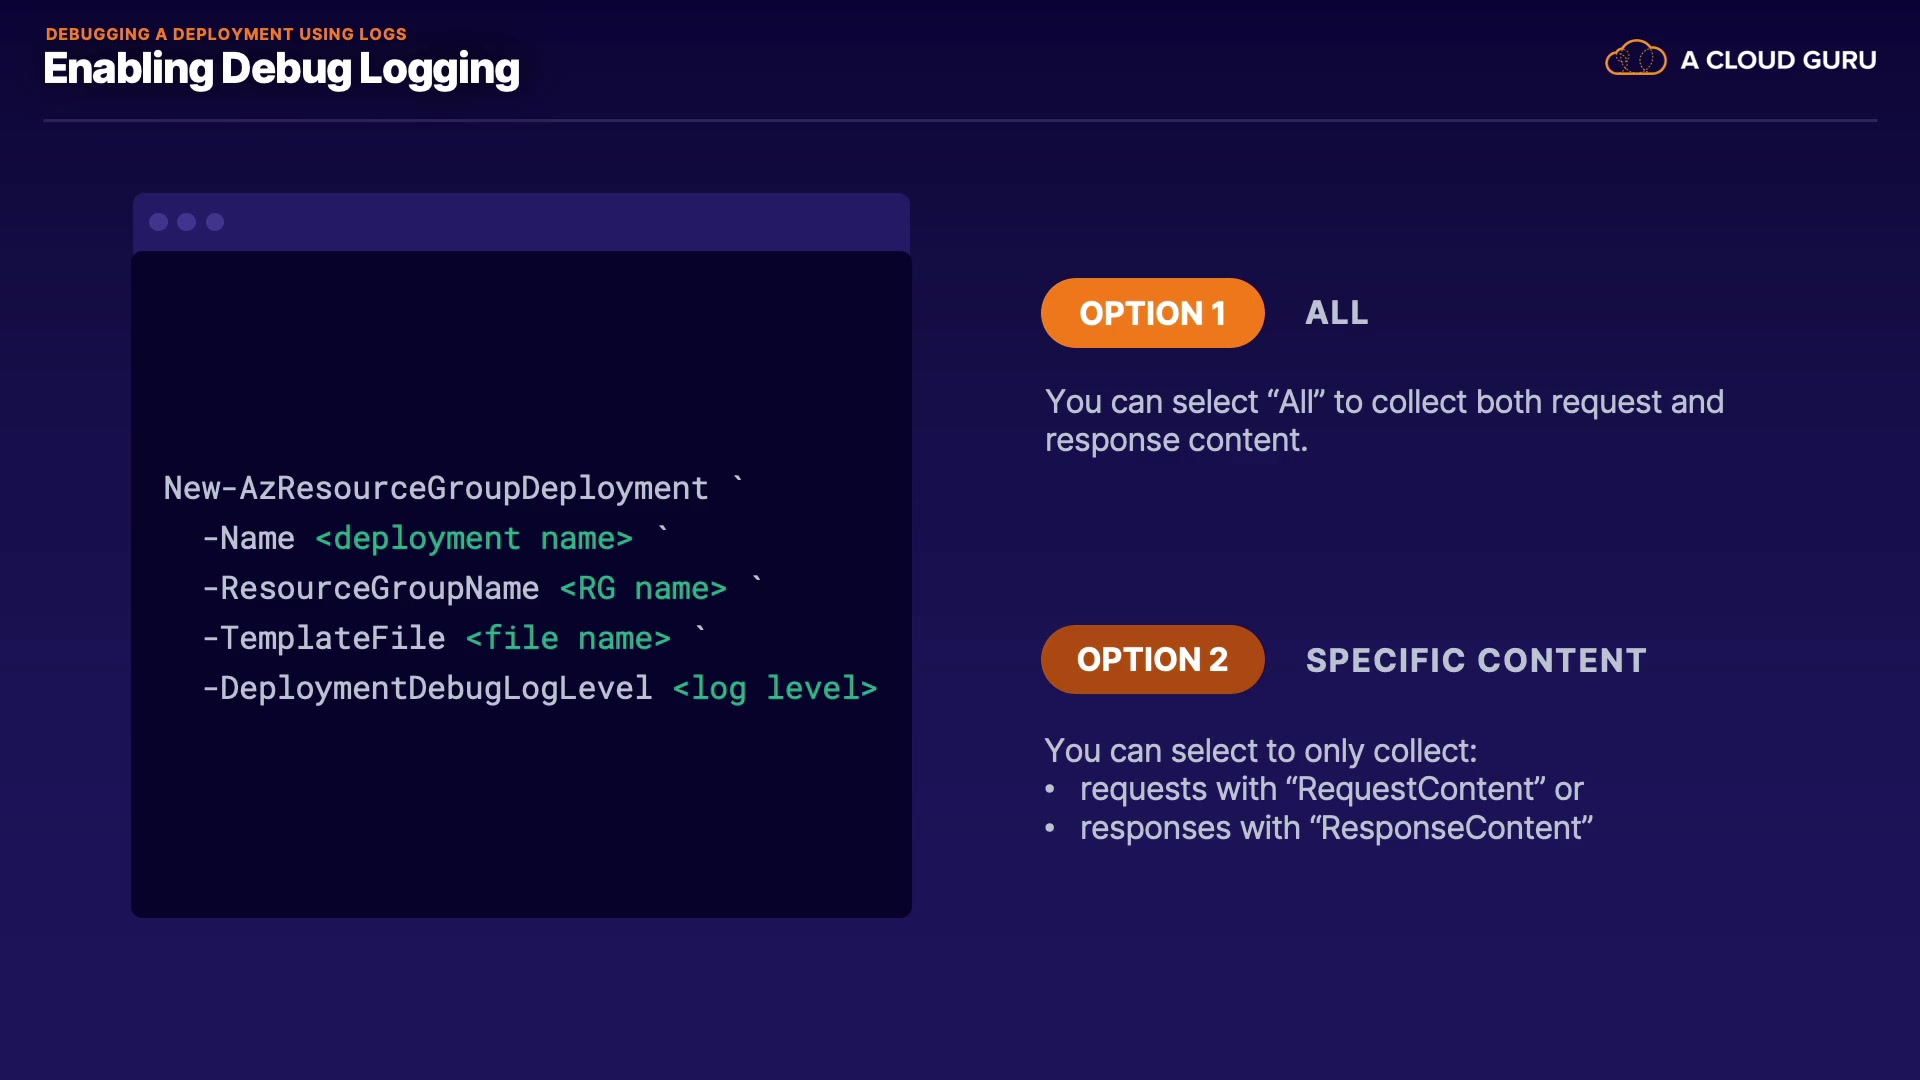 DEBUGGING A DEPLOYMENT USING LOGS
Enabling Debug Logging
A CLOUD GURU
New-AzResourceGroupDeployment `
-Name <deployment name> `
-ResourceGroupName <RG name> `
-TemplateFile <file name> `
-DeploymentDebugLogLevel <log level>
OPTION 1 ALL
You can select “All” to collect both request and
response content.
OPTION 2 SPECIFIC CONTENT
You can select to only collect:
• requests with “RequestContent” or
• responses with “ResponseContent”